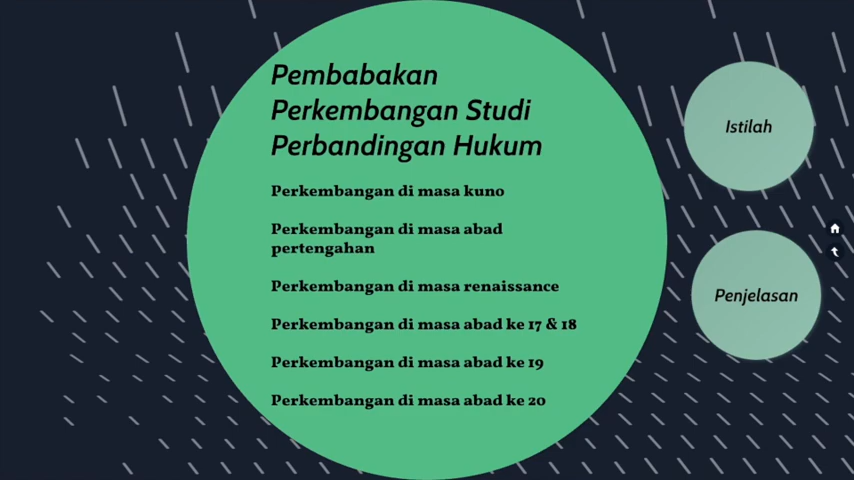 Pembabakan
Perkembangan Studi
Perbandingan Hukum
Perkembangan di masa kuno
Perkembangan di masa abad
pertengahan
Perkembangan di masa renaissance
Perkembangan di masa abad ke 17 & 18
Perkembangan di masa abad ke 19
Perkembangan di masa abad ke 20
Istilah
Penjelasan